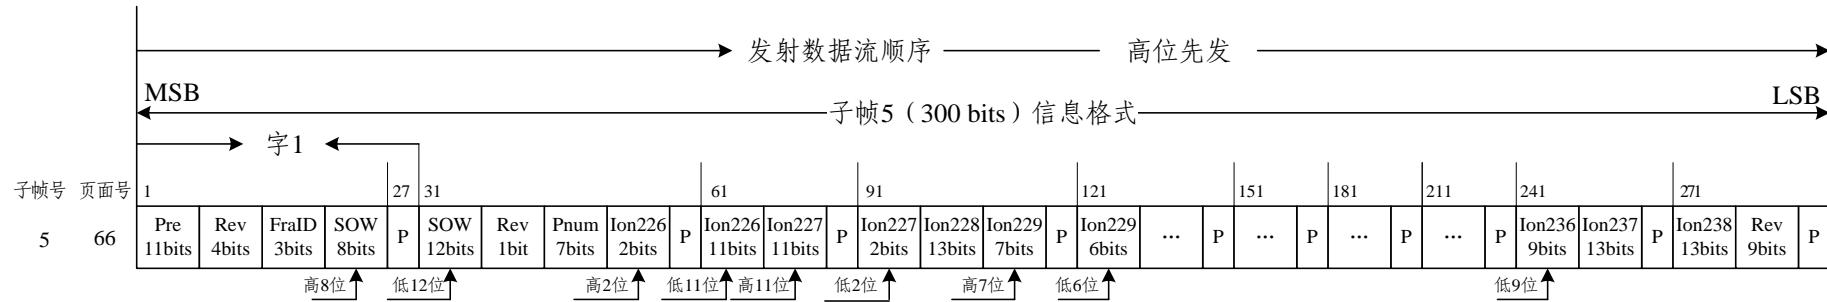 发射数据流顺序 高位先发
MSB LSB
子帧5（300 bits）信息格式
字1
子帧号 页面号 1 27 31 61 91 121 151 181 211 241 271
5 66 Pre Rev FraID SOW P SOW Rev Pnum Ion226 P Ion226 Ion227 P Ion227 Ion228 Ion229 P Ion229 ... P ... P ... P ... P Ion236 Ion237 P Ion238 Rev P
11bits 4bits 3bits 8bits 12bits 1bit 7bits 2bits 11bits 11bits 2bits 13bits 7bits 6bits 9bits 13bits 13bits 9bits
高8位 低12位 高2位 低11位 高11位 低2位 高7位 低6位 低9位